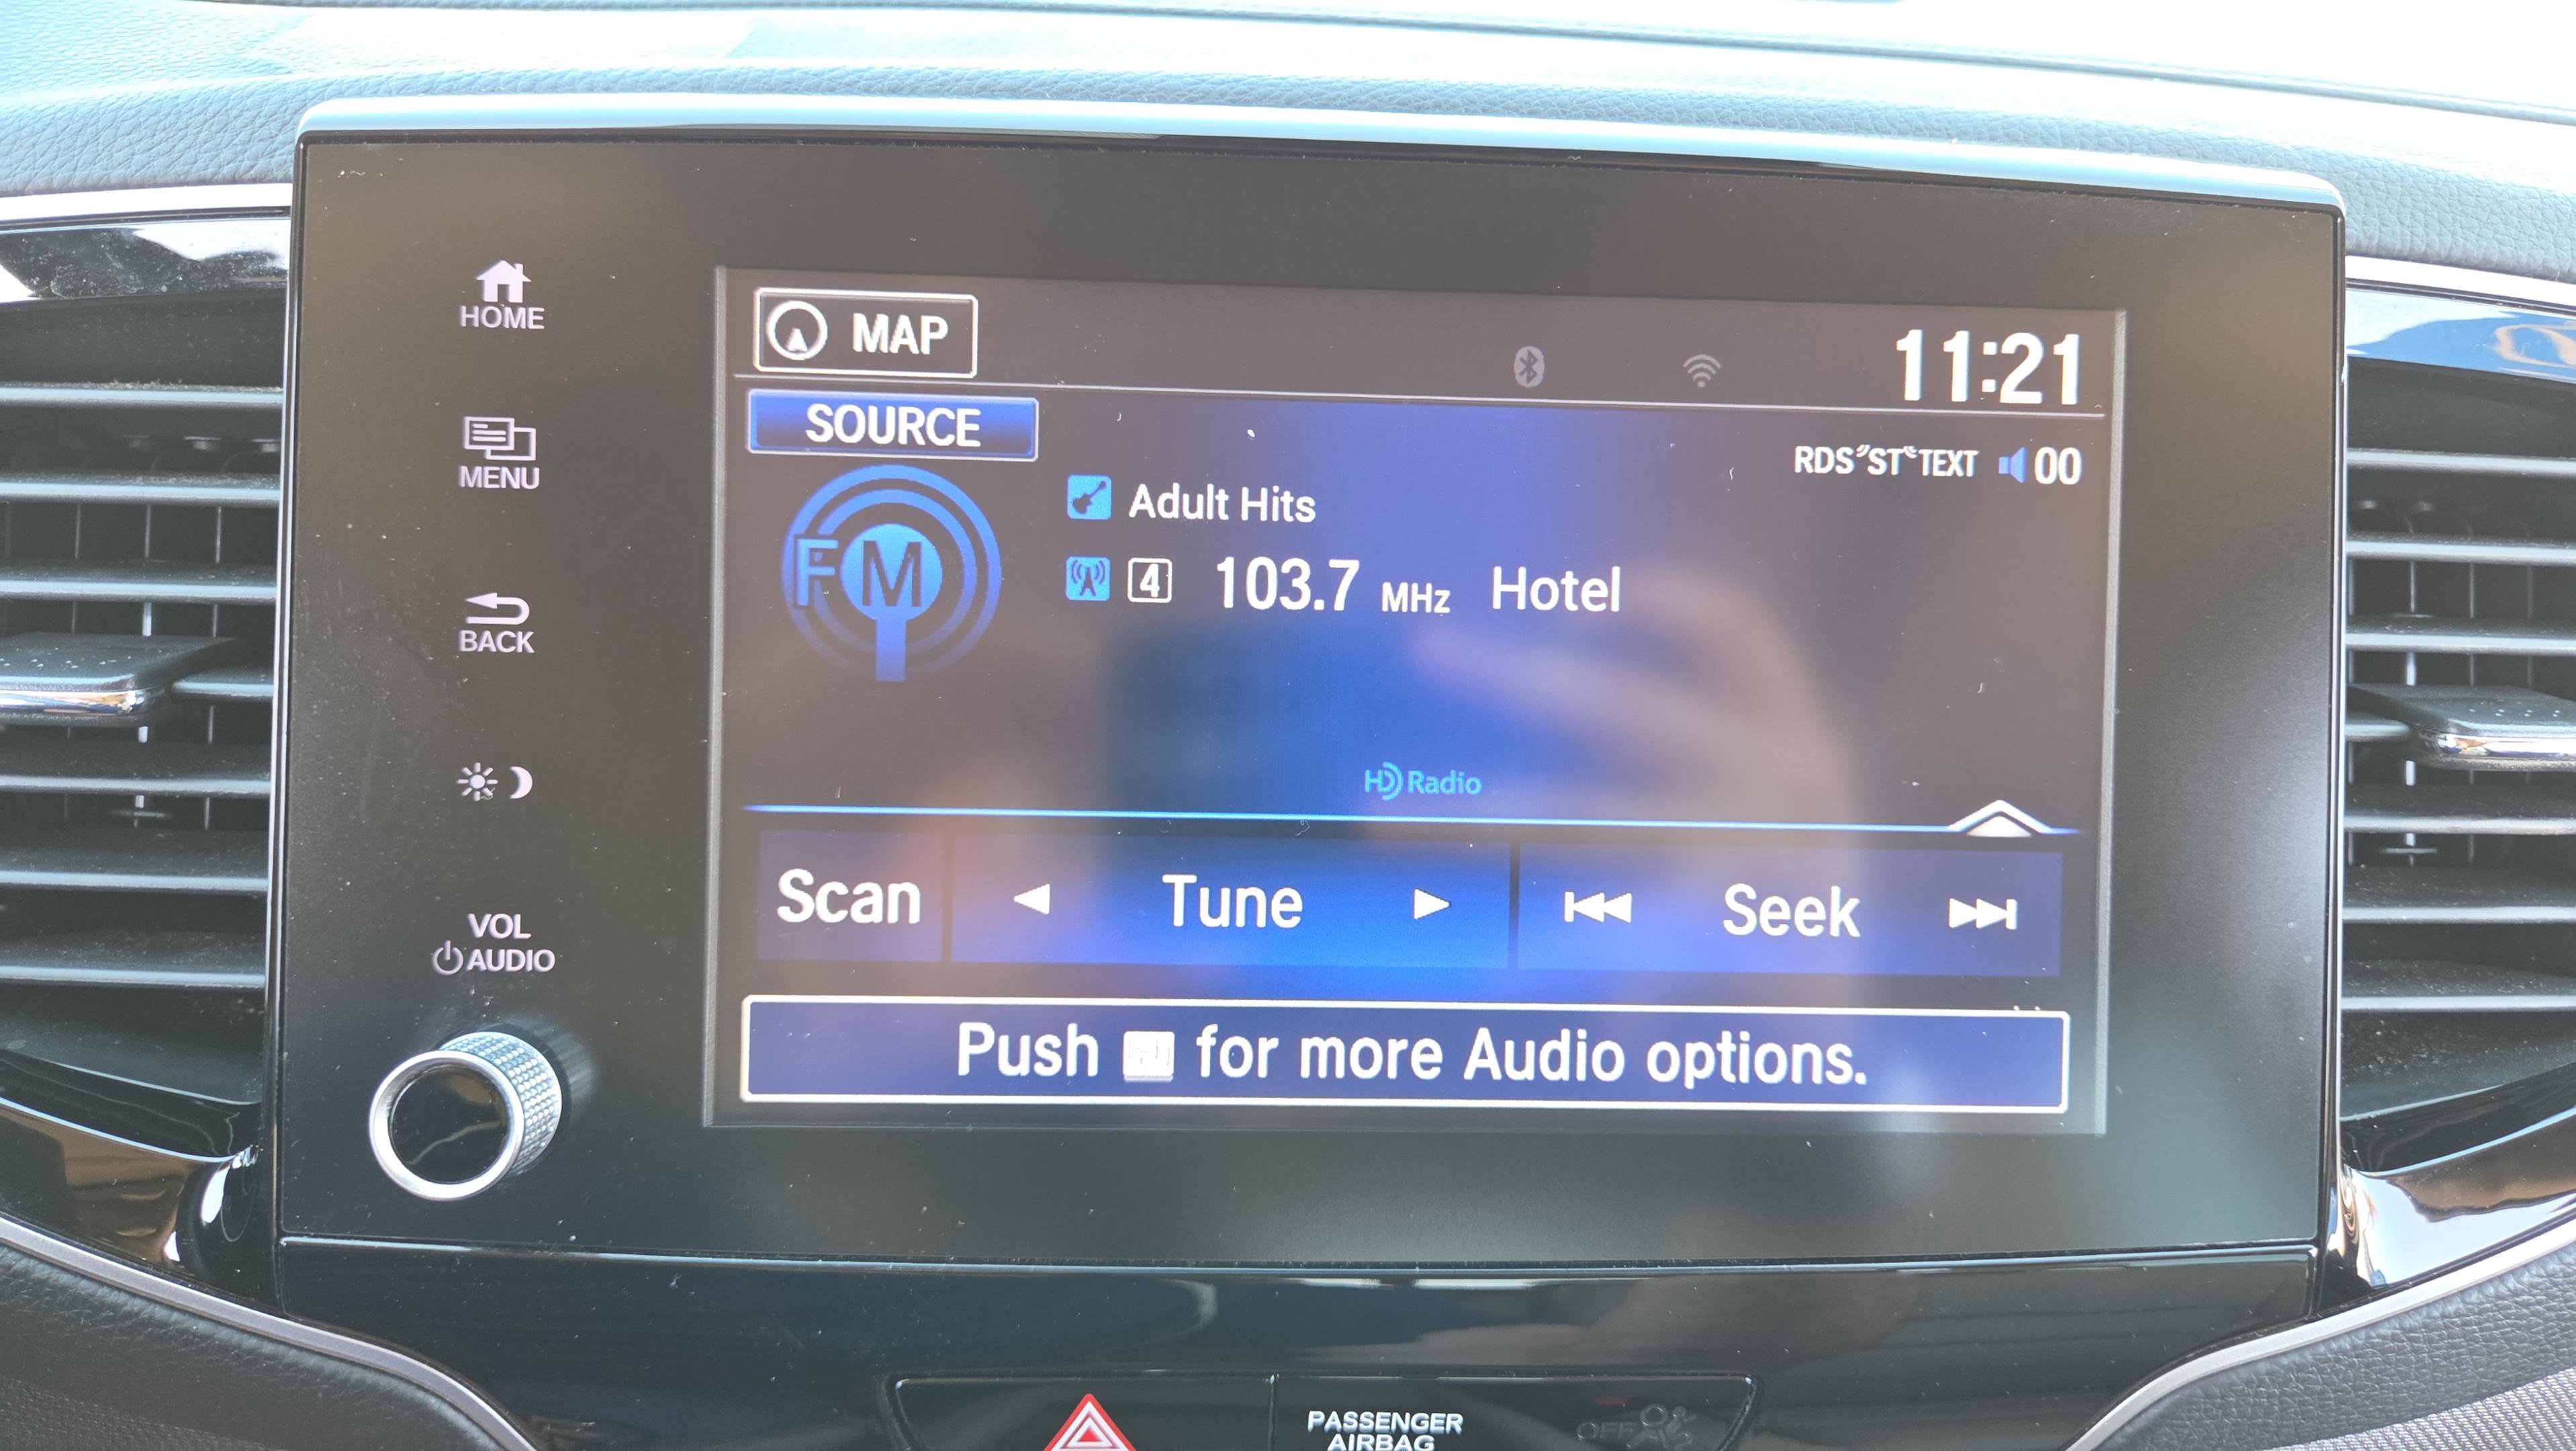 HOME
MENU
BACK
VOL
AUDIO
MAP
11:21
SOURCE
RDS ST TEXT 00
FM
Adult Hits
4 103.7 MHz Hotel
HD Radio
Scan Tune Seek
Push for more Audio options.
PASSENGER
AIRBAG
OFF